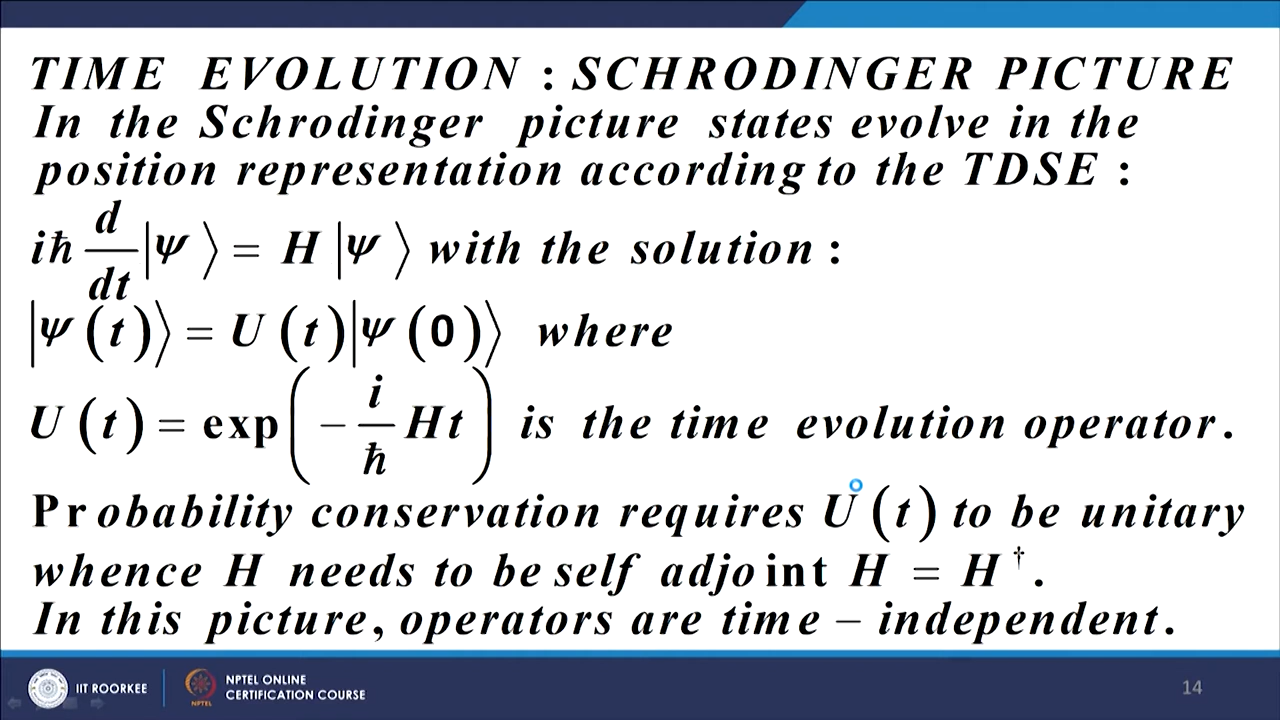 TIME EVOLUTION : SCHRODINGER PICTURE
In the Schrodinger picture states evolve in the
position representation according to the TDSE :
iħ d/dt |Ψ⟩ = H |Ψ⟩ with the solution :
|Ψ(t)⟩ = U(t)|Ψ(0)⟩ where
U(t) = exp(−i/ħ Ht) is the time evolution operator.
Probability conservation requires U(t) to be unitary
whence H needs to be self adjoint H = H†.
In this picture, operators are time – independent.
IIT ROORKEE
NPTEL ONLINE
CERTIFICATION COURSE
NPTEL
14